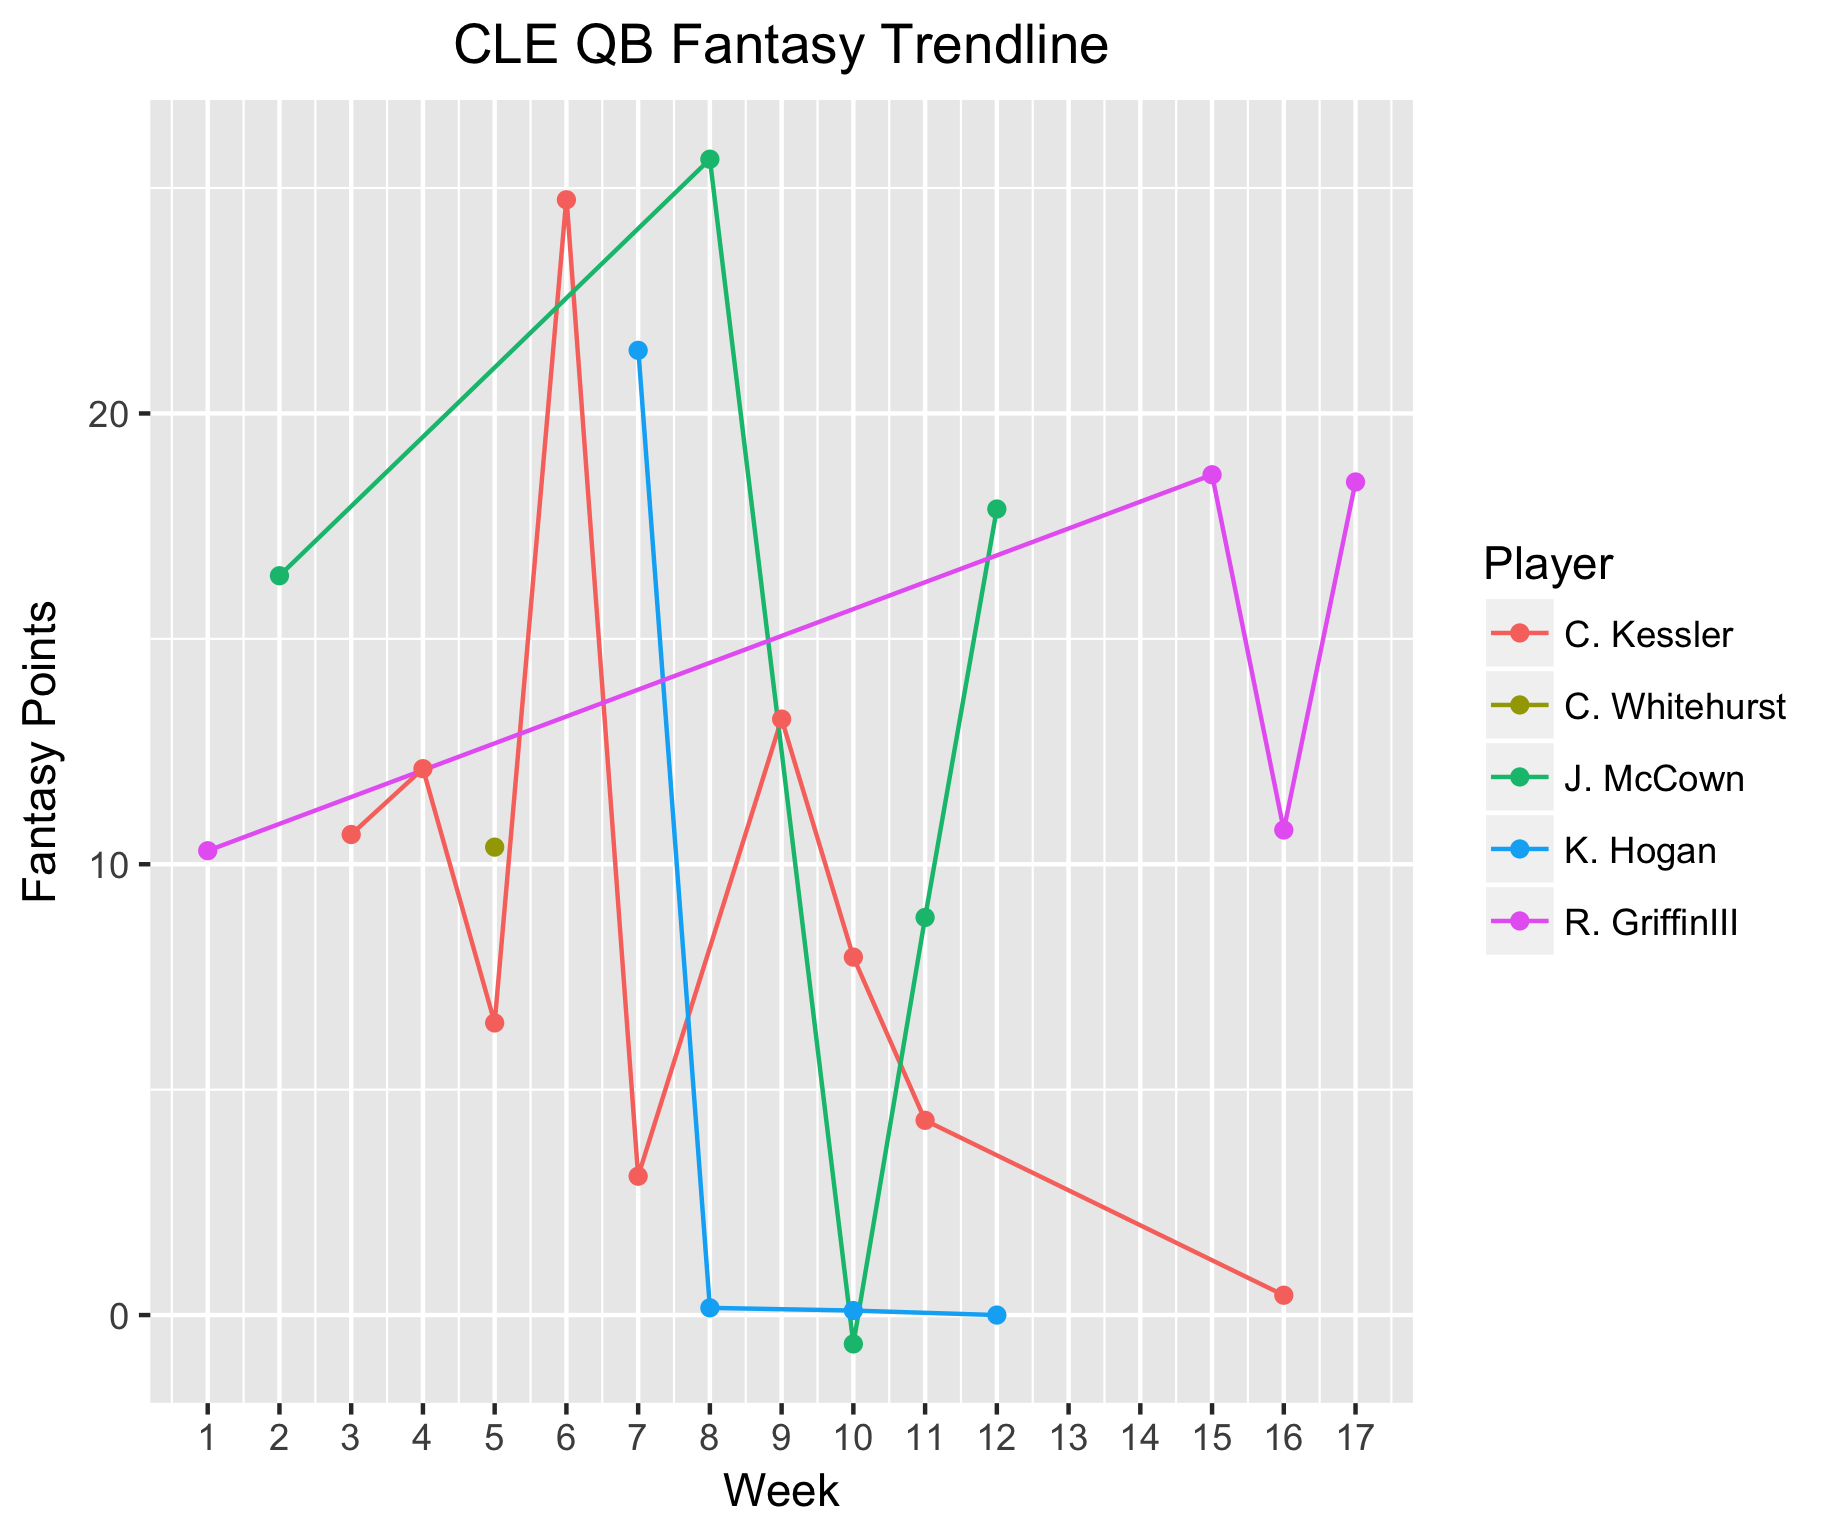 CLE QB Fantasy Trendline
Fantasy Points
20
10
0
1 2 3 4 5 6 7 8 9 10 11 12 13 14 15 16 17
Week
Player
C. Kessler
C. Whitehurst
J. McCown
K. Hogan
R. GriffinIII